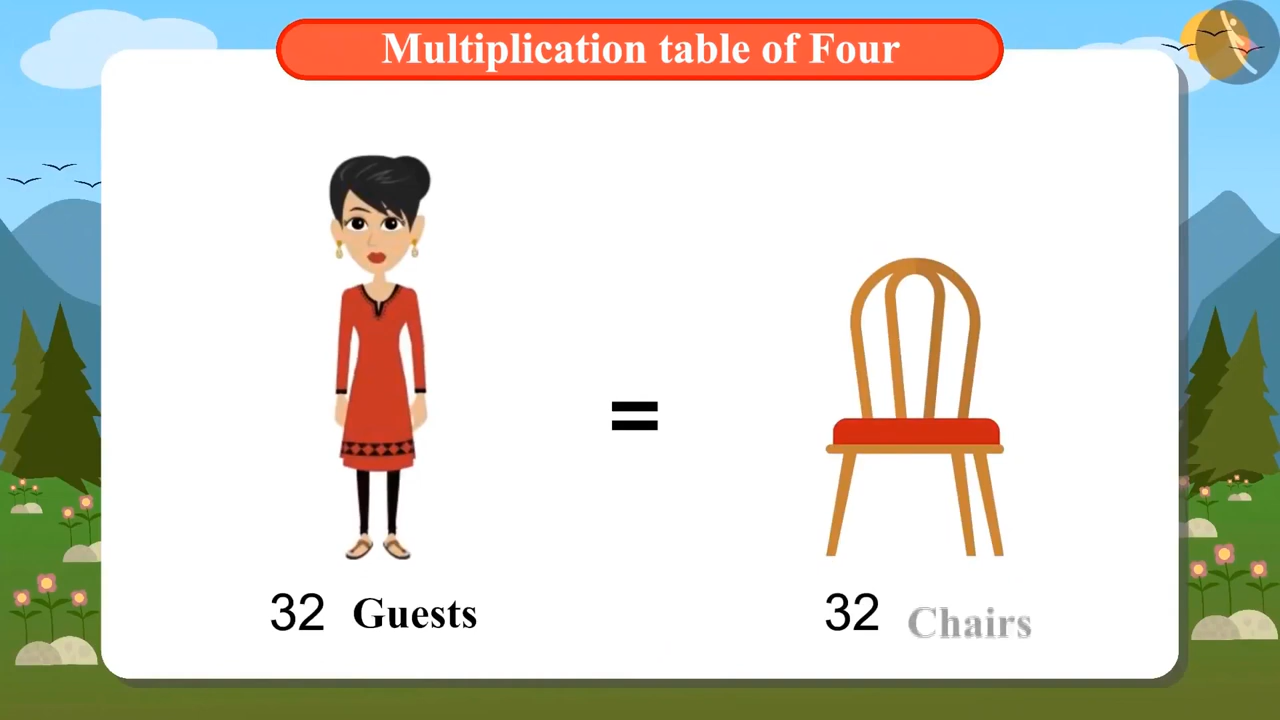 Multiplication table of Four
=
32 Guests
32 Chairs